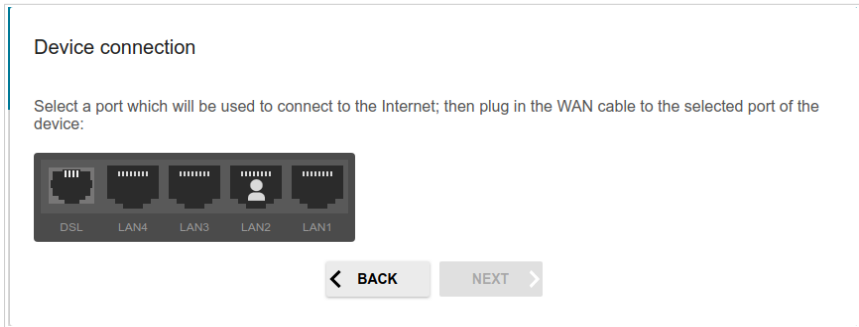 Device connection
Select a port which will be used to connect to the Internet; then plug in the WAN cable to the selected port of the
device:
DSL LAN4 LAN3 LAN2 LAN1
BACK NEXT